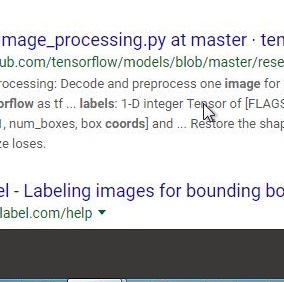 image_processing.py at master · ten
ub.com/tensorflow/models/blob/master/rese
rocessing: Decode and preprocess one image for
orflow as tf ... labels: 1-D integer Tensor of [FLAGS
1, num_boxes, box coords] and ... Restore the shap
ze loses.
el - Labeling images for bounding bo
label.com/help